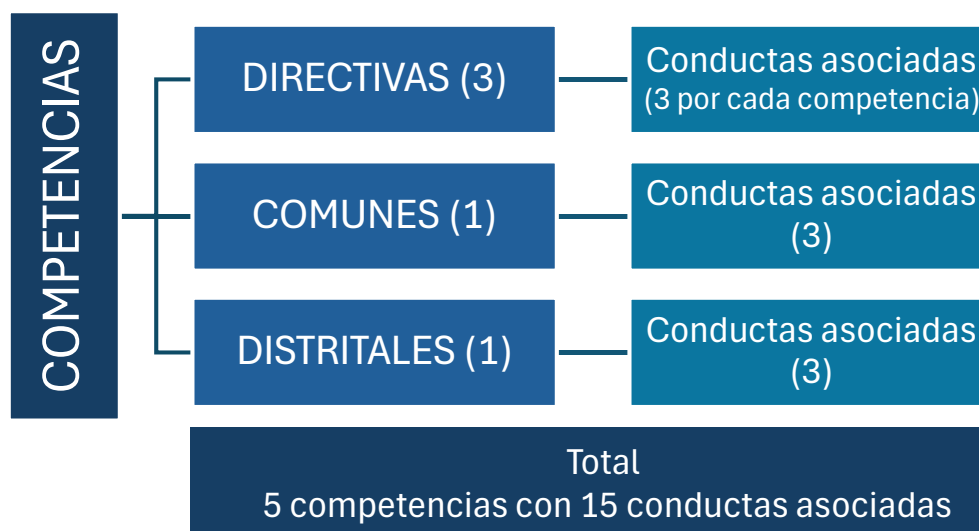 COMPETENCIAS
DIRECTIVAS (3)
Conductas asociadas
(3 por cada competencia)
COMUNES (1)
Conductas asociadas
(3)
DISTRITALES (1)
Conductas asociadas
(3)
Total
5 competencias con 15 conductas asociadas